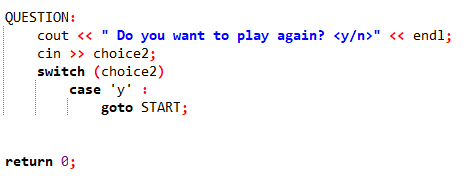 QUESTION:
cout << " Do you want to play again? <y/n>" << endl;
cin >> choice2;
switch (choice2)
case 'y' :
goto START;
return 0;